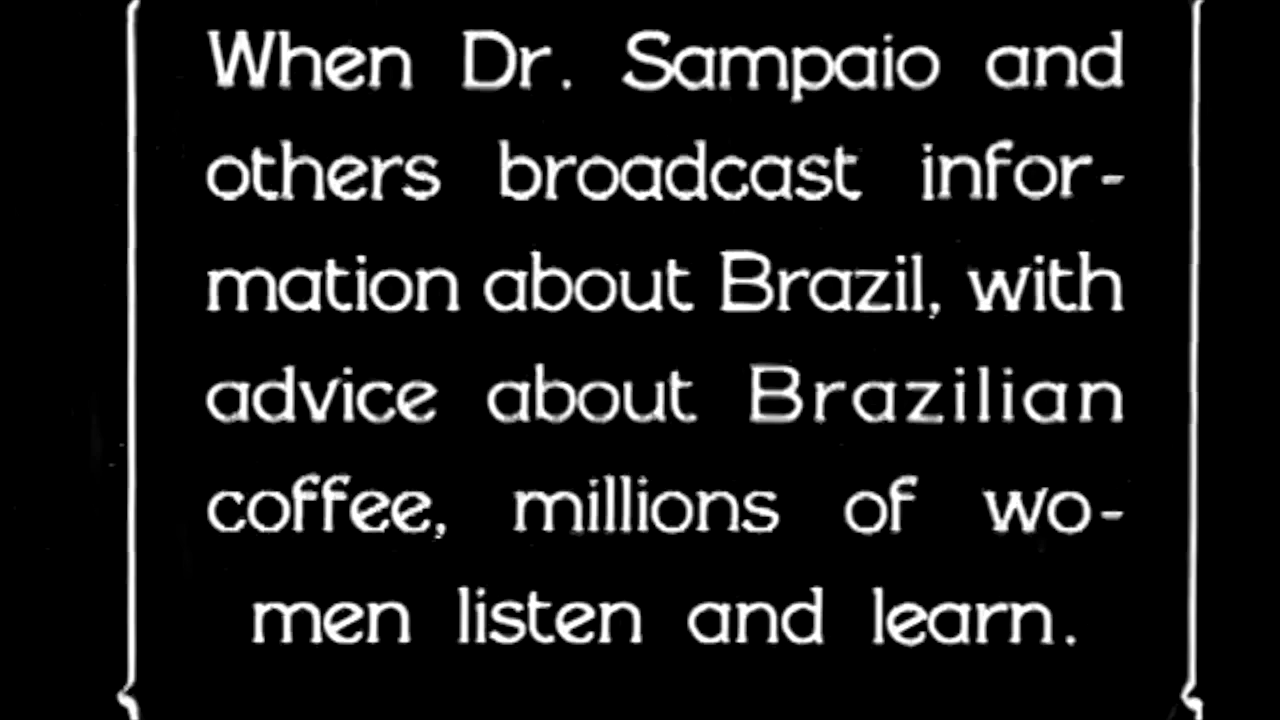 When Dr. Sampaio and
others broadcast infor-
mation about Brazil, with
advice about Brazilian
coffee, millions of wo-
men listen and learn.